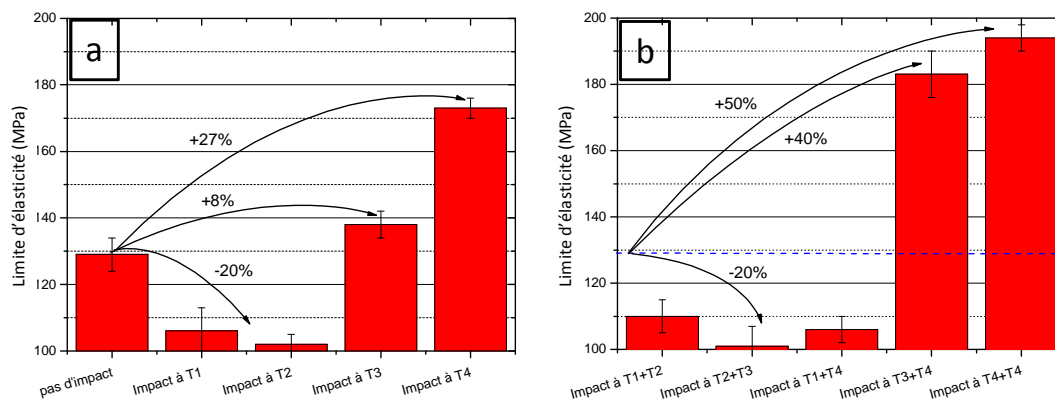 a
Limite d'élasticité (MPa)
200
180
160
140
120
100
+27%
+8%
-20%
pas d'impact
Impact à T1
Impact à T2
Impact à T3
Impact à T4
b
Limite d'élasticité (MPa)
200
180
160
140
120
100
+50%
+40%
-20%
Impact à T1+T2
Impact à T2+T3
Impact à T1+T4
Impact à T3+T4
Impact à T4+T4